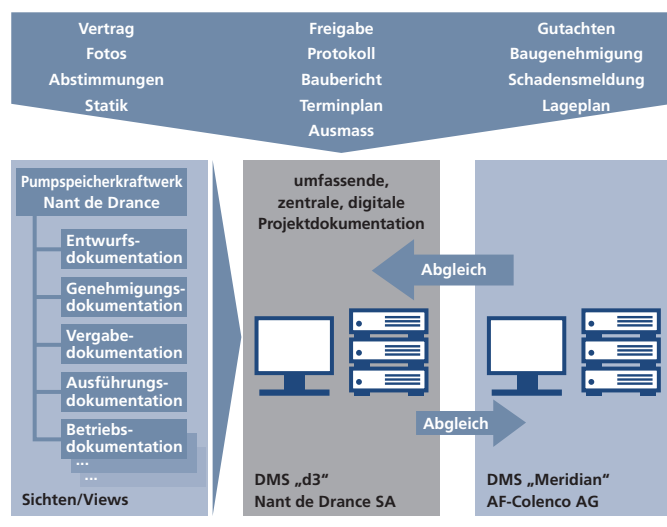 Vertrag
Fotos
Abstimmungen
Statik
Freigabe
Protokoll
Baubericht
Terminplan
Ausmass
Gutachten
Baugenehmigung
Schadensmeldung
Lageplan
Pumpspeicherkraftwerk
Nant de Drance
Entwurfs-
dokumentation
Genehmigungs-
dokumentation
Vergabe-
dokumentation
Ausführungs-
dokumentation
Betriebs-
dokumentation
...
...
Sichten/Views
umfassende,
zentrale, digitale
Projektdokumentation
Abgleich
Abgleich
DMS „d3“
Nant de Drance SA
DMS „Meridian“
AF-Colenco AG